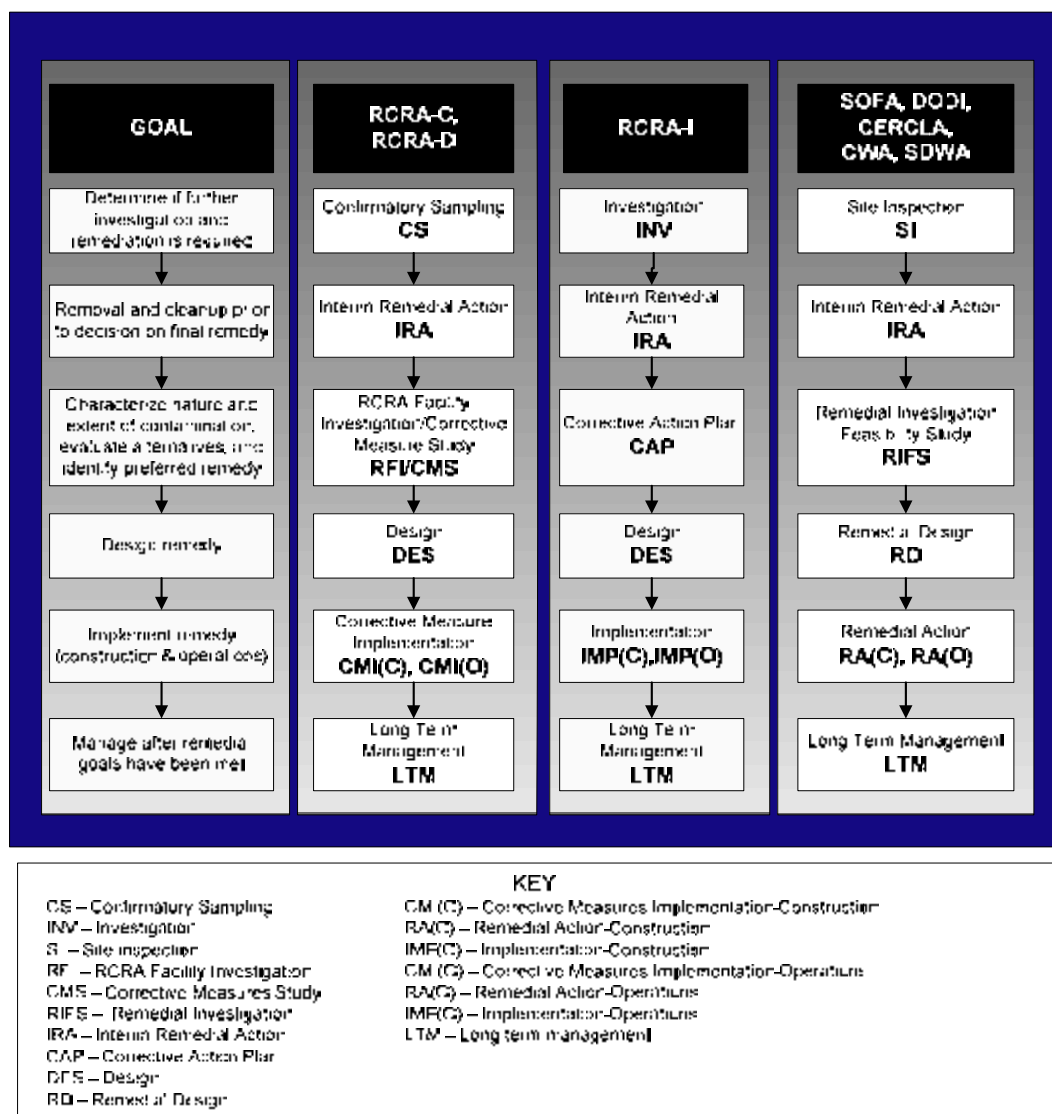 GOAL
Determine if further
investigation and
remediation is required
Removal and cleanup prior
to decision on final remedy
Characterize nature and
extent of contamination,
evaluate alternatives, and
identify preferred remedy
Design remedy
Implement remedy
(construction & operations)
Manage after remedial
goals have been met
RCRA-C,
RCRA-D
Confirmatory Sampling
CS
Interim Remedial Action
IRA
RCRA Facility
Investigation/Corrective
Measure Study
RFI/CMS
Design
DES
Corrective Measure
Implementation
CMI(C), CMI(O)
Long Term
Management
LTM
RCRA-I
Investigation
INV
Interim Remedial
Action
IRA
Corrective Action Plan
CAP
Design
DES
Implementation
IMP(C),IMP(O)
Long Term
Management
LTM
SOFA, DODI,
CERCLA,
CWA, SDWA
Site Inspection
SI
Interim Remedial Action
IRA
Remedial Investigation
Feasibility Study
RIFS
Remedial Design
RD
Remedial Action
RA(C), RA(O)
Long Term Management
LTM
KEY
CS – Confirmatory Sampling
INV – Investigation
SI – Site inspection
RFI – RCRA Facility Investigation
CMS – Corrective Measures Study
RIFS – Remedial Investigation
IRA – Interim Remedial Action
CAP – Corrective Action Plan
DES – Design
RD – Remedial Design
CMI(C) – Corrective Measures Implementation-Construction
RA(C) – Remedial Action-Construction
IMP(C) – Implementation-Construction
CMI(O) – Corrective Measures Implementation-Operations
RA(O) – Remedial Action-Operations
IMP(O) – Implementation-Operations
LTM – Long term management